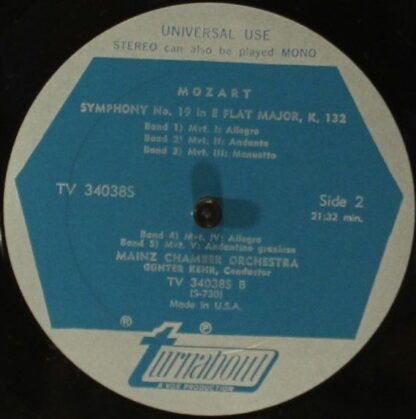 UNIVERSAL USE
STEREO can also be played MONO
MOZART
SYMPHONY No. 19 in E FLAT MAJOR, K. 132
Band 1) Mvt. I: Allegro
Band 2) Mvt. II: Andante
Band 3) Mvt. III: Menuetto
TV 34038S
Side 2
21:32 min.
Band 4) Mvt. IV: Allegro
Band 5) Mvt. V: Andantino grazioso
MAINZ CHAMBER ORCHESTRA
GUNTER KEHR, Conductor
TV 34038S B
(S-730)
Made in U.S.A.
® ℗
turnabout
A VOX PRODUCTION